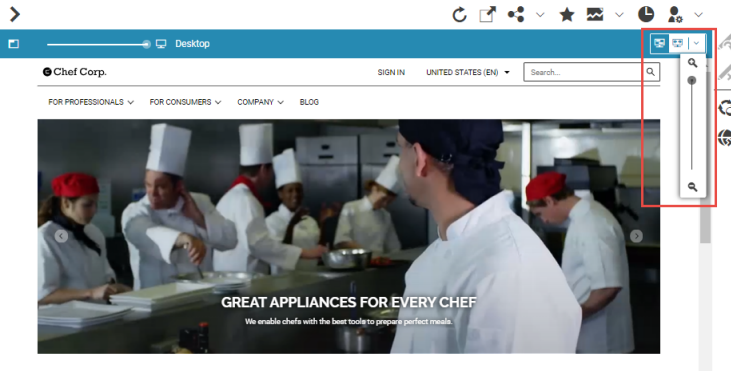 Desktop
Chef Corp.
SIGN IN UNITED STATES (EN) Search...
FOR PROFESSIONALS FOR CONSUMERS COMPANY BLOG
GREAT APPLIANCES FOR EVERY CHEF
We enable chefs with the best tools to prepare perfect meals.